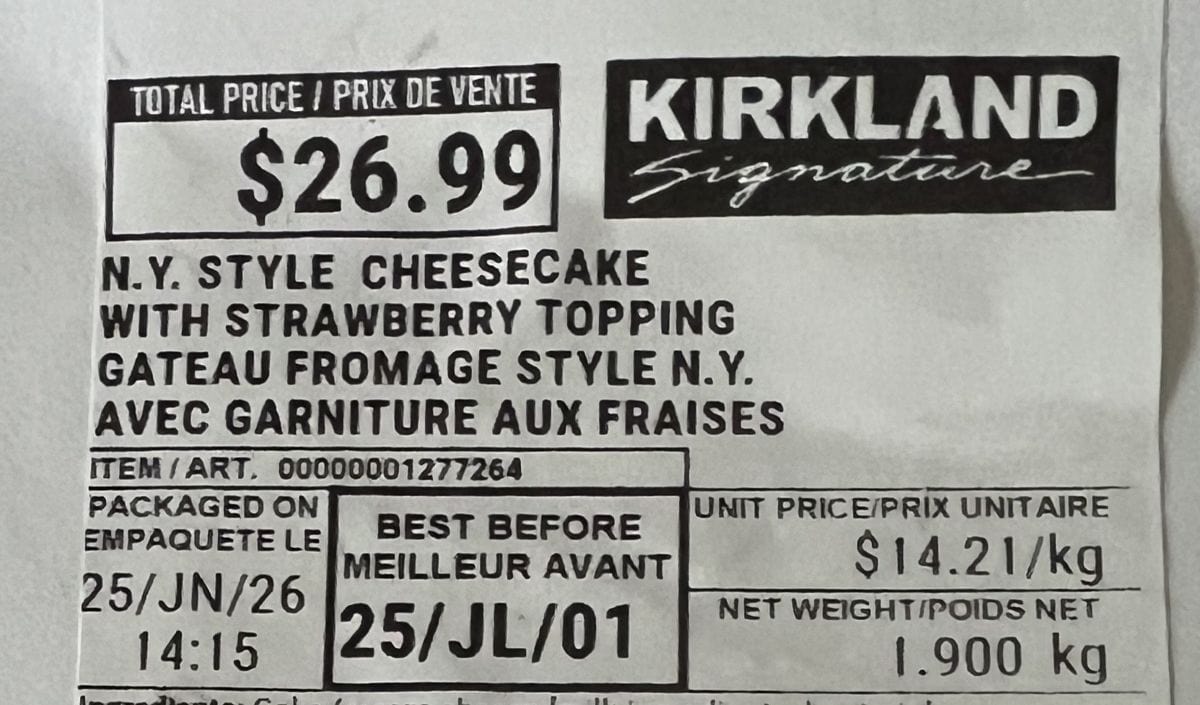 TOTAL PRICE / PRIX DE VENTE
$26.99
KIRKLAND
Signature
N.Y. STYLE CHEESECAKE
WITH STRAWBERRY TOPPING
GATEAU FROMAGE STYLE N.Y.
AVEC GARNITURE AUX FRAISES
ITEM / ART. 00000001277264
PACKAGED ON
EMPAQUETE LE
25/JN/26
14:15
BEST BEFORE
MEILLEUR AVANT
25/JL/01
UNIT PRICE/PRIX UNITAIRE
$14.21/kg
NET WEIGHT/POIDS NET
1.900 kg